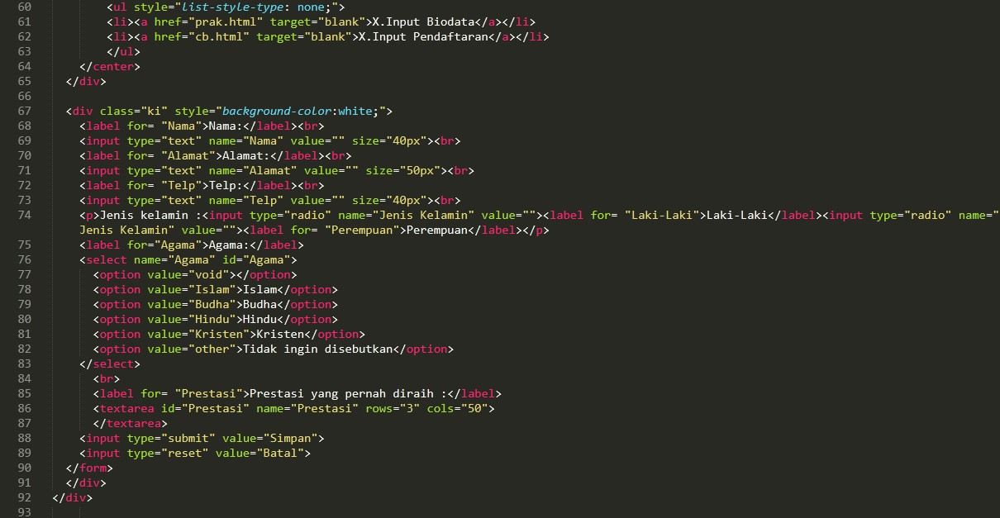 60 <ul style="list-style-type: none;">
61 <li><a href="prak.html" target="blank">X.Input Biodata</a></li>
62 <li><a href="cb.html" target="blank">X.Input Pendaftaran</a></li>
63 </ul>
64 </center>
65 </div>
66
67 <div class="ki" style="background-color:white;">
68 <label for= "Nama">Nama:</label><br>
69 <input type="text" name="Nama" value="" size="40px"><br>
70 <label for= "Alamat">Alamat:</label><br>
71 <input type="text" name="Alamat" value="" size="50px"><br>
72 <label for= "Telp">Telp:</label><br>
73 <input type="text" name="Telp" value="" size="40px"><br>
74 <p>Jenis kelamin :<input type="radio" name="Jenis Kelamin" value=""><label for= "Laki-Laki">Laki-Laki</label><input type="radio" name="
Jenis Kelamin" value=""><label for= "Perempuan">Perempuan</label></p>
75 <label for="Agama">Agama:</label>
76 <select name="Agama" id="Agama">
77 <option value="void"></option>
78 <option value="Islam">Islam</option>
79 <option value="Budha">Budha</option>
80 <option value="Hindu">Hindu</option>
81 <option value="Kristen">Kristen</option>
82 <option value="other">Tidak ingin disebutkan</option>
83 </select>
84 <br>
85 <label for= "Prestasi">Prestasi yang pernah diraih :</label>
86 <textarea id="Prestasi" name="Prestasi" rows="3" cols="50">
87 </textarea>
88 <input type="submit" value="Simpan">
89 <input type="reset" value="Batal">
90 </form>
91 </div>
92 </div>
93